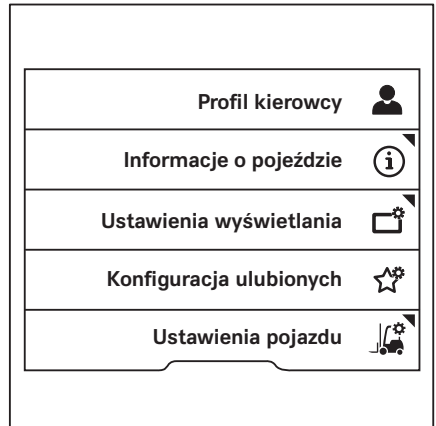 Profil kierowcy
Informacje o pojeździe
Ustawienia wyświetlania
Konfiguracja ulubionych
Ustawienia pojazdu